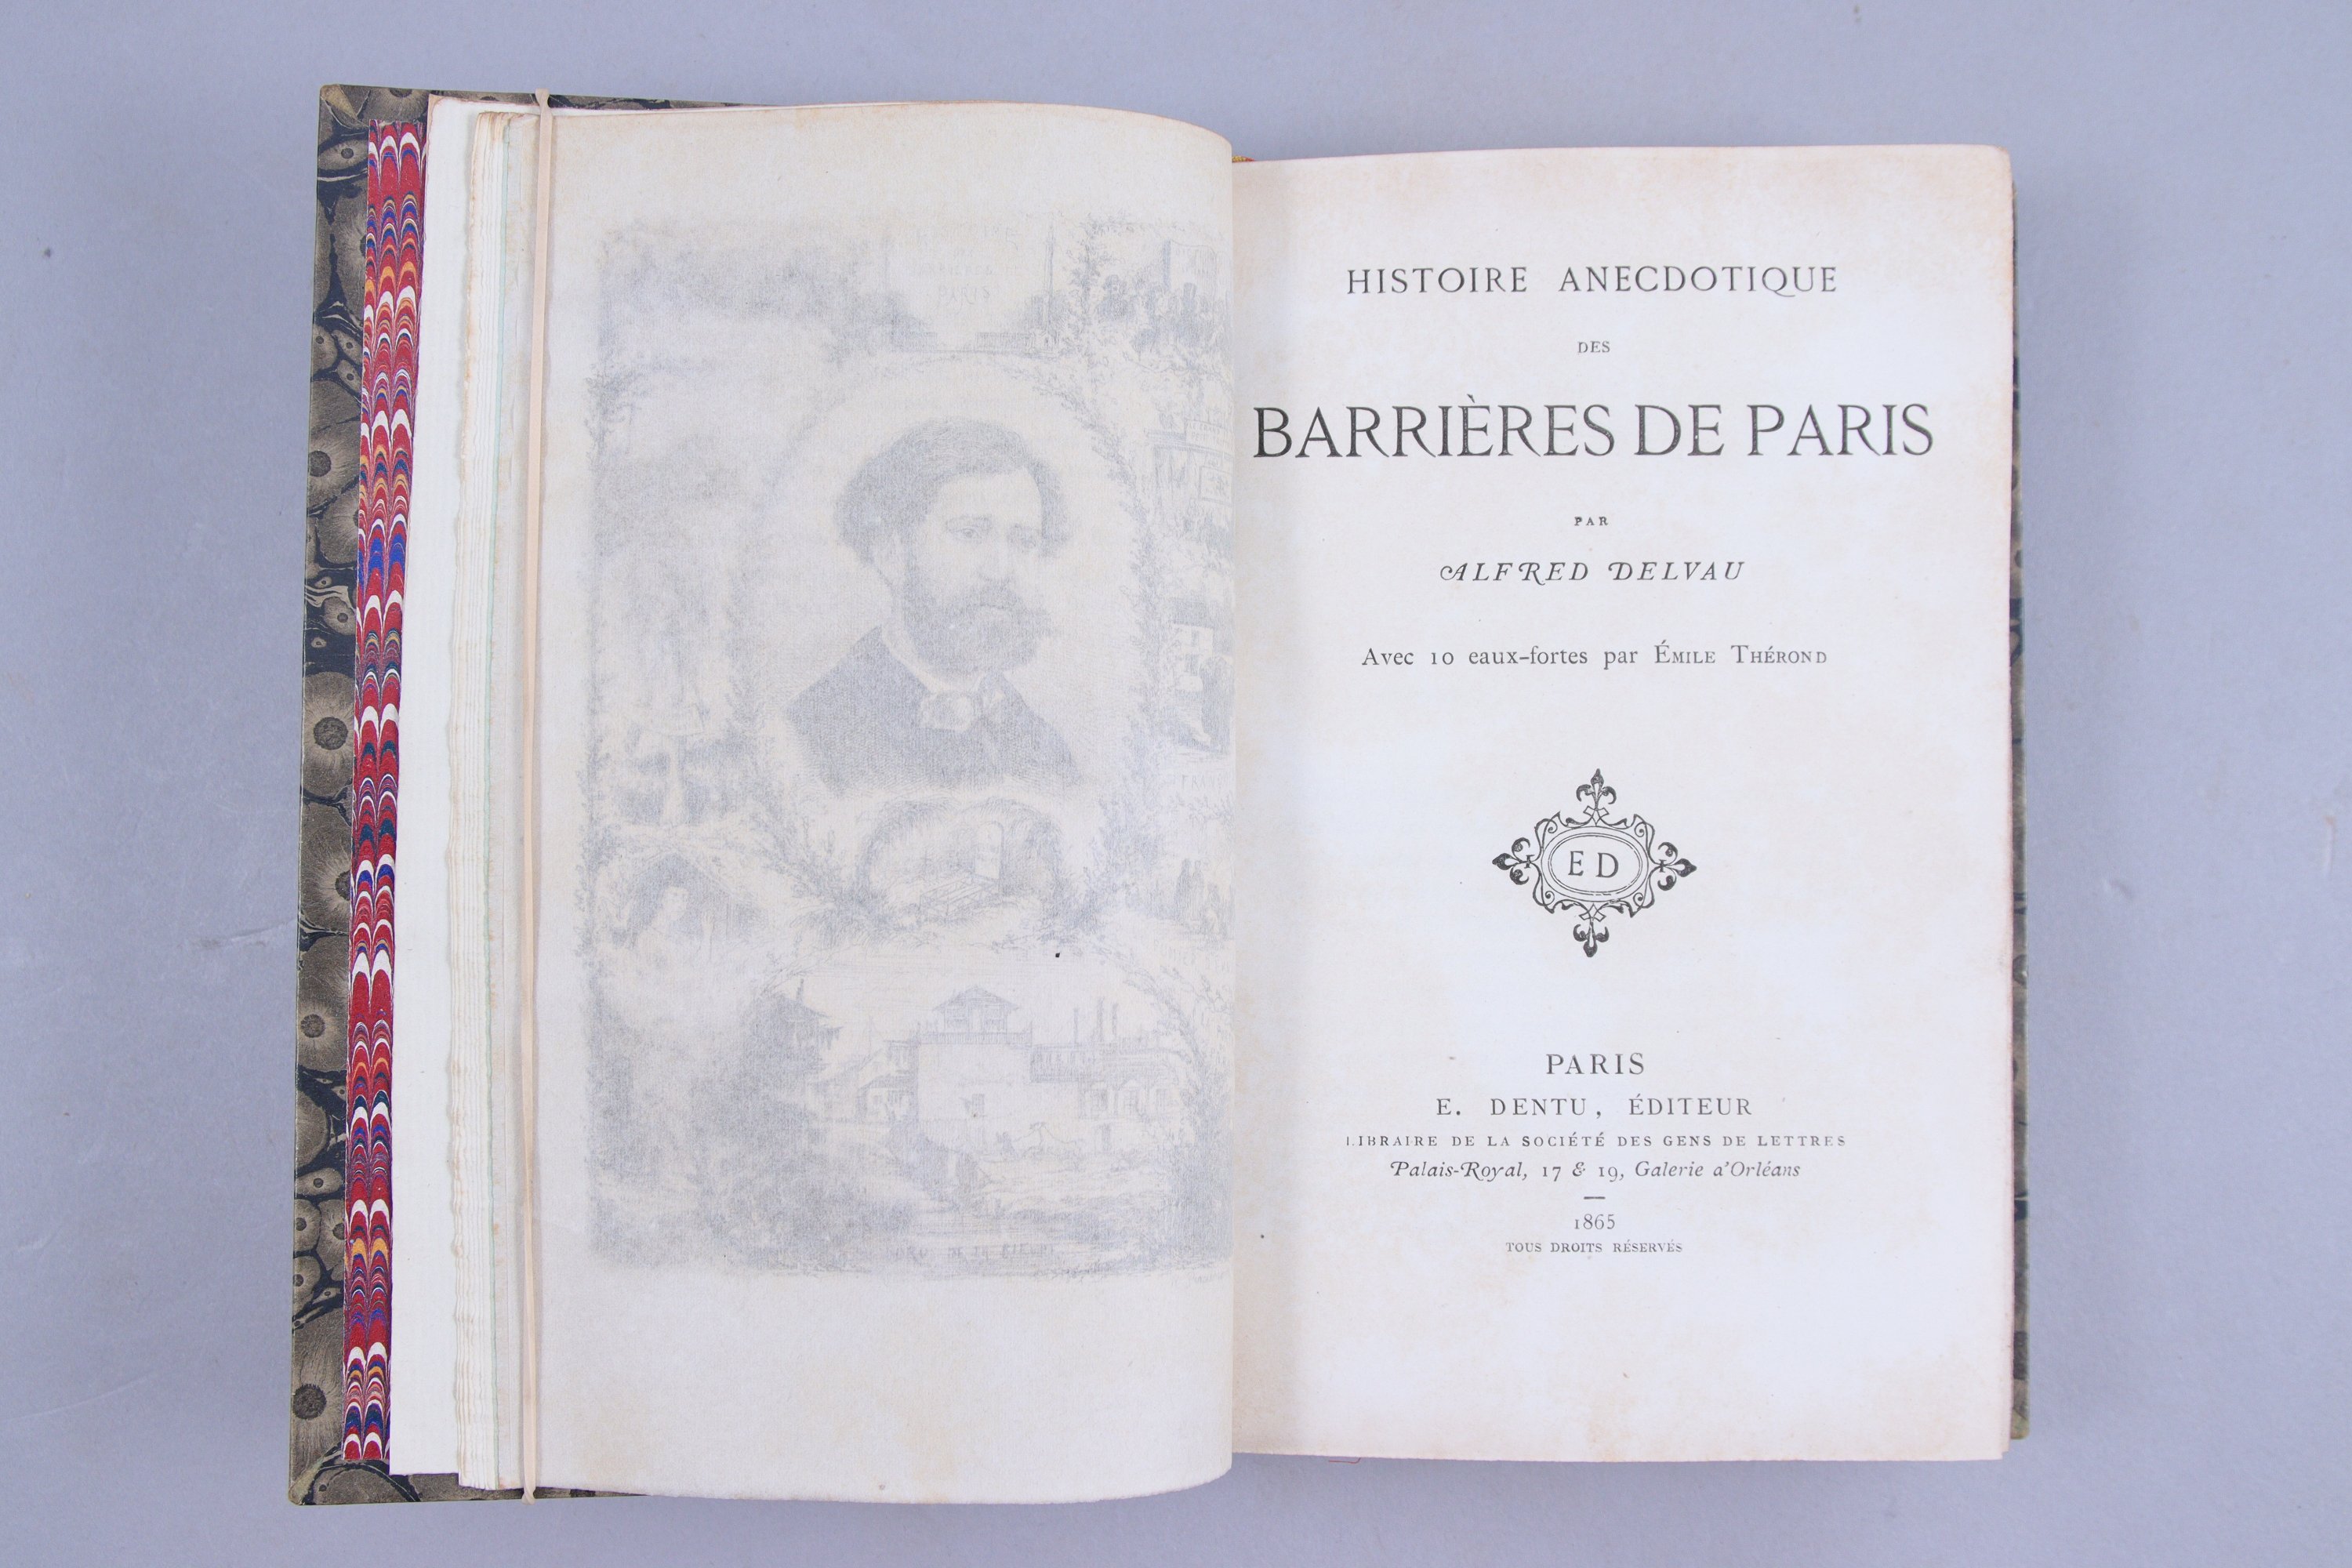 PARIS
HISTOIRE ANECDOTIQUE
DES
BARRIÈRES DE PARIS
PAR
ALFRED DELVAU
Avec 10 eaux-fortes par ÉMILE THÉROND
ED
PARIS
E. DENTU, ÉDITEUR
LIBRAIRE DE LA SOCIÉTÉ DES GENS DE LETTRES
Palais-Royal, 17 & 19, Galerie d'Orléans
1865
TOUS DROITS RÉSERVÉS